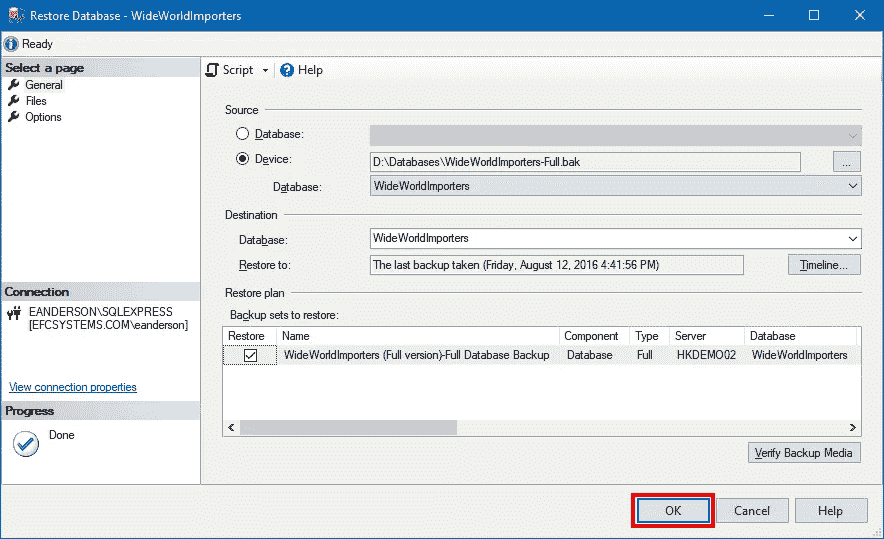 Restore Database - WideWorldImporters
Ready
Select a page
General
Files
Options
Script
Help
Source
Database:
Device:
D:\Databases\WideWorldImporters-Full.bak
...
Database:
WideWorldImporters
Destination
Database:
WideWorldImporters
Restore to:
The last backup taken (Friday, August 12, 2016 4:41:56 PM)
Timeline...
Restore plan
Backup sets to restore:
Restore Name Component Type Server Database
WideWorldImporters (Full version)-Full Database Backup Database Full HKDEMO02 WideWorldImporters
Verify Backup Media
Connection
EANDERSON\SQLEXPRESS
[EFCSYSTEMS.COM\eanderson]
View connection properties
Progress
Done
OK
Cancel
Help